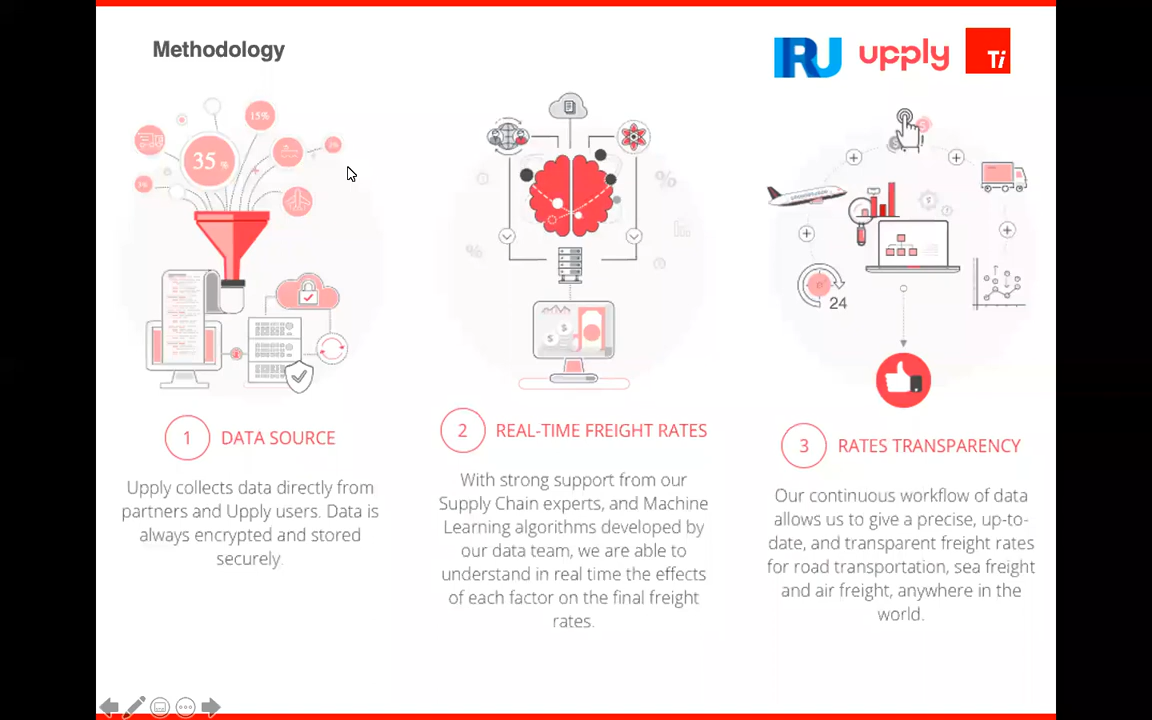 Methodology
IRU upply Ti
15%
35 %
5%
24
1 DATA SOURCE
Upply collects data directly from
partners and Upply users. Data is
always encrypted and stored
securely.
2 REAL-TIME FREIGHT RATES
With strong support from our
Supply Chain experts, and Machine
Learning algorithms developed by
our data team, we are able to
understand in real time the effects
of each factor on the final freight
rates.
3 RATES TRANSPARENCY
Our continuous workflow of data
allows us to give a precise, up-to-
date, and transparent freight rates
for road transportation, sea freight
and air freight, anywhere in the
world.